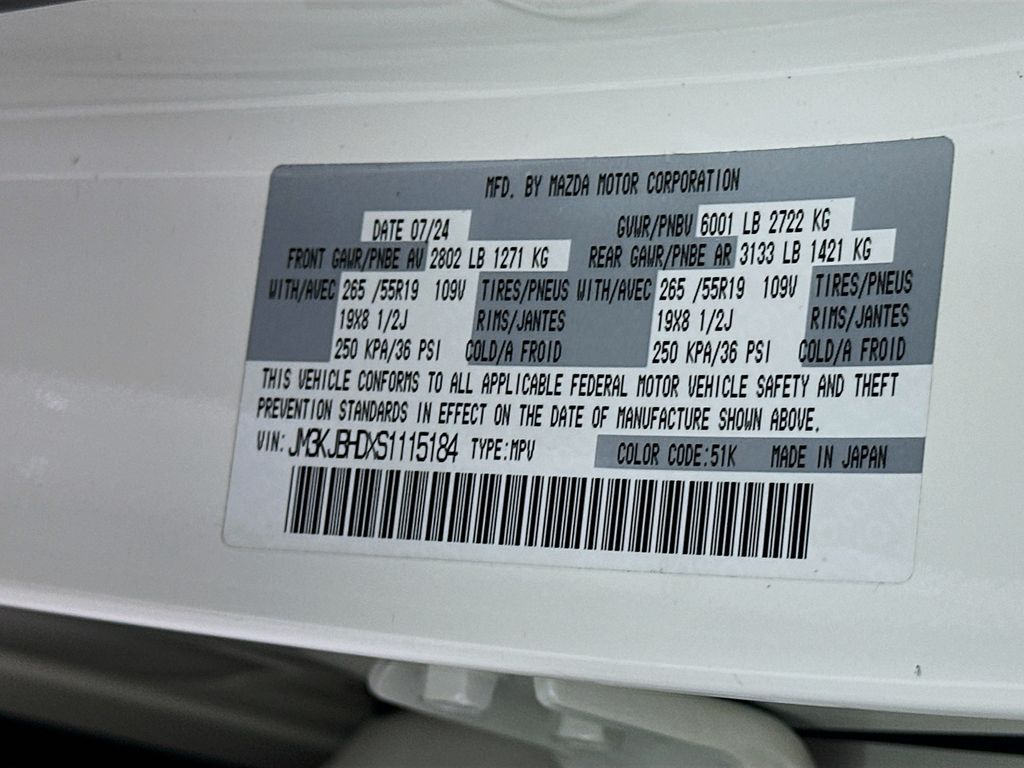 MFD. BY MAZDA MOTOR CORPORATION
DATE 07/24 GVWR/PNBV 6001 LB 2722 KG
FRONT GAWR/PNBE AV 2802 LB 1271 KG REAR GAWR/PNBE AR 3133 LB 1421 KG
WITH/AVEC 265 /55R19 109V TIRES/PNEUS WITH/AVEC 265 /55R19 109V TIRES/PNEUS
19X8 1/2J RIMS/JANTES 19X8 1/2J RIMS/JANTES
250 KPA/36 PSI COLD/A FROID 250 KPA/36 PSI COLD/A FROID
THIS VEHICLE CONFORMS TO ALL APPLICABLE FEDERAL MOTOR VEHICLE SAFETY AND THEFT
PREVENTION STANDARDS IN EFFECT ON THE DATE OF MANUFACTURE SHOWN ABOVE.
VIN: JM3KJBHDXS1115184 TYPE:MPV COLOR CODE:51K MADE IN JAPAN